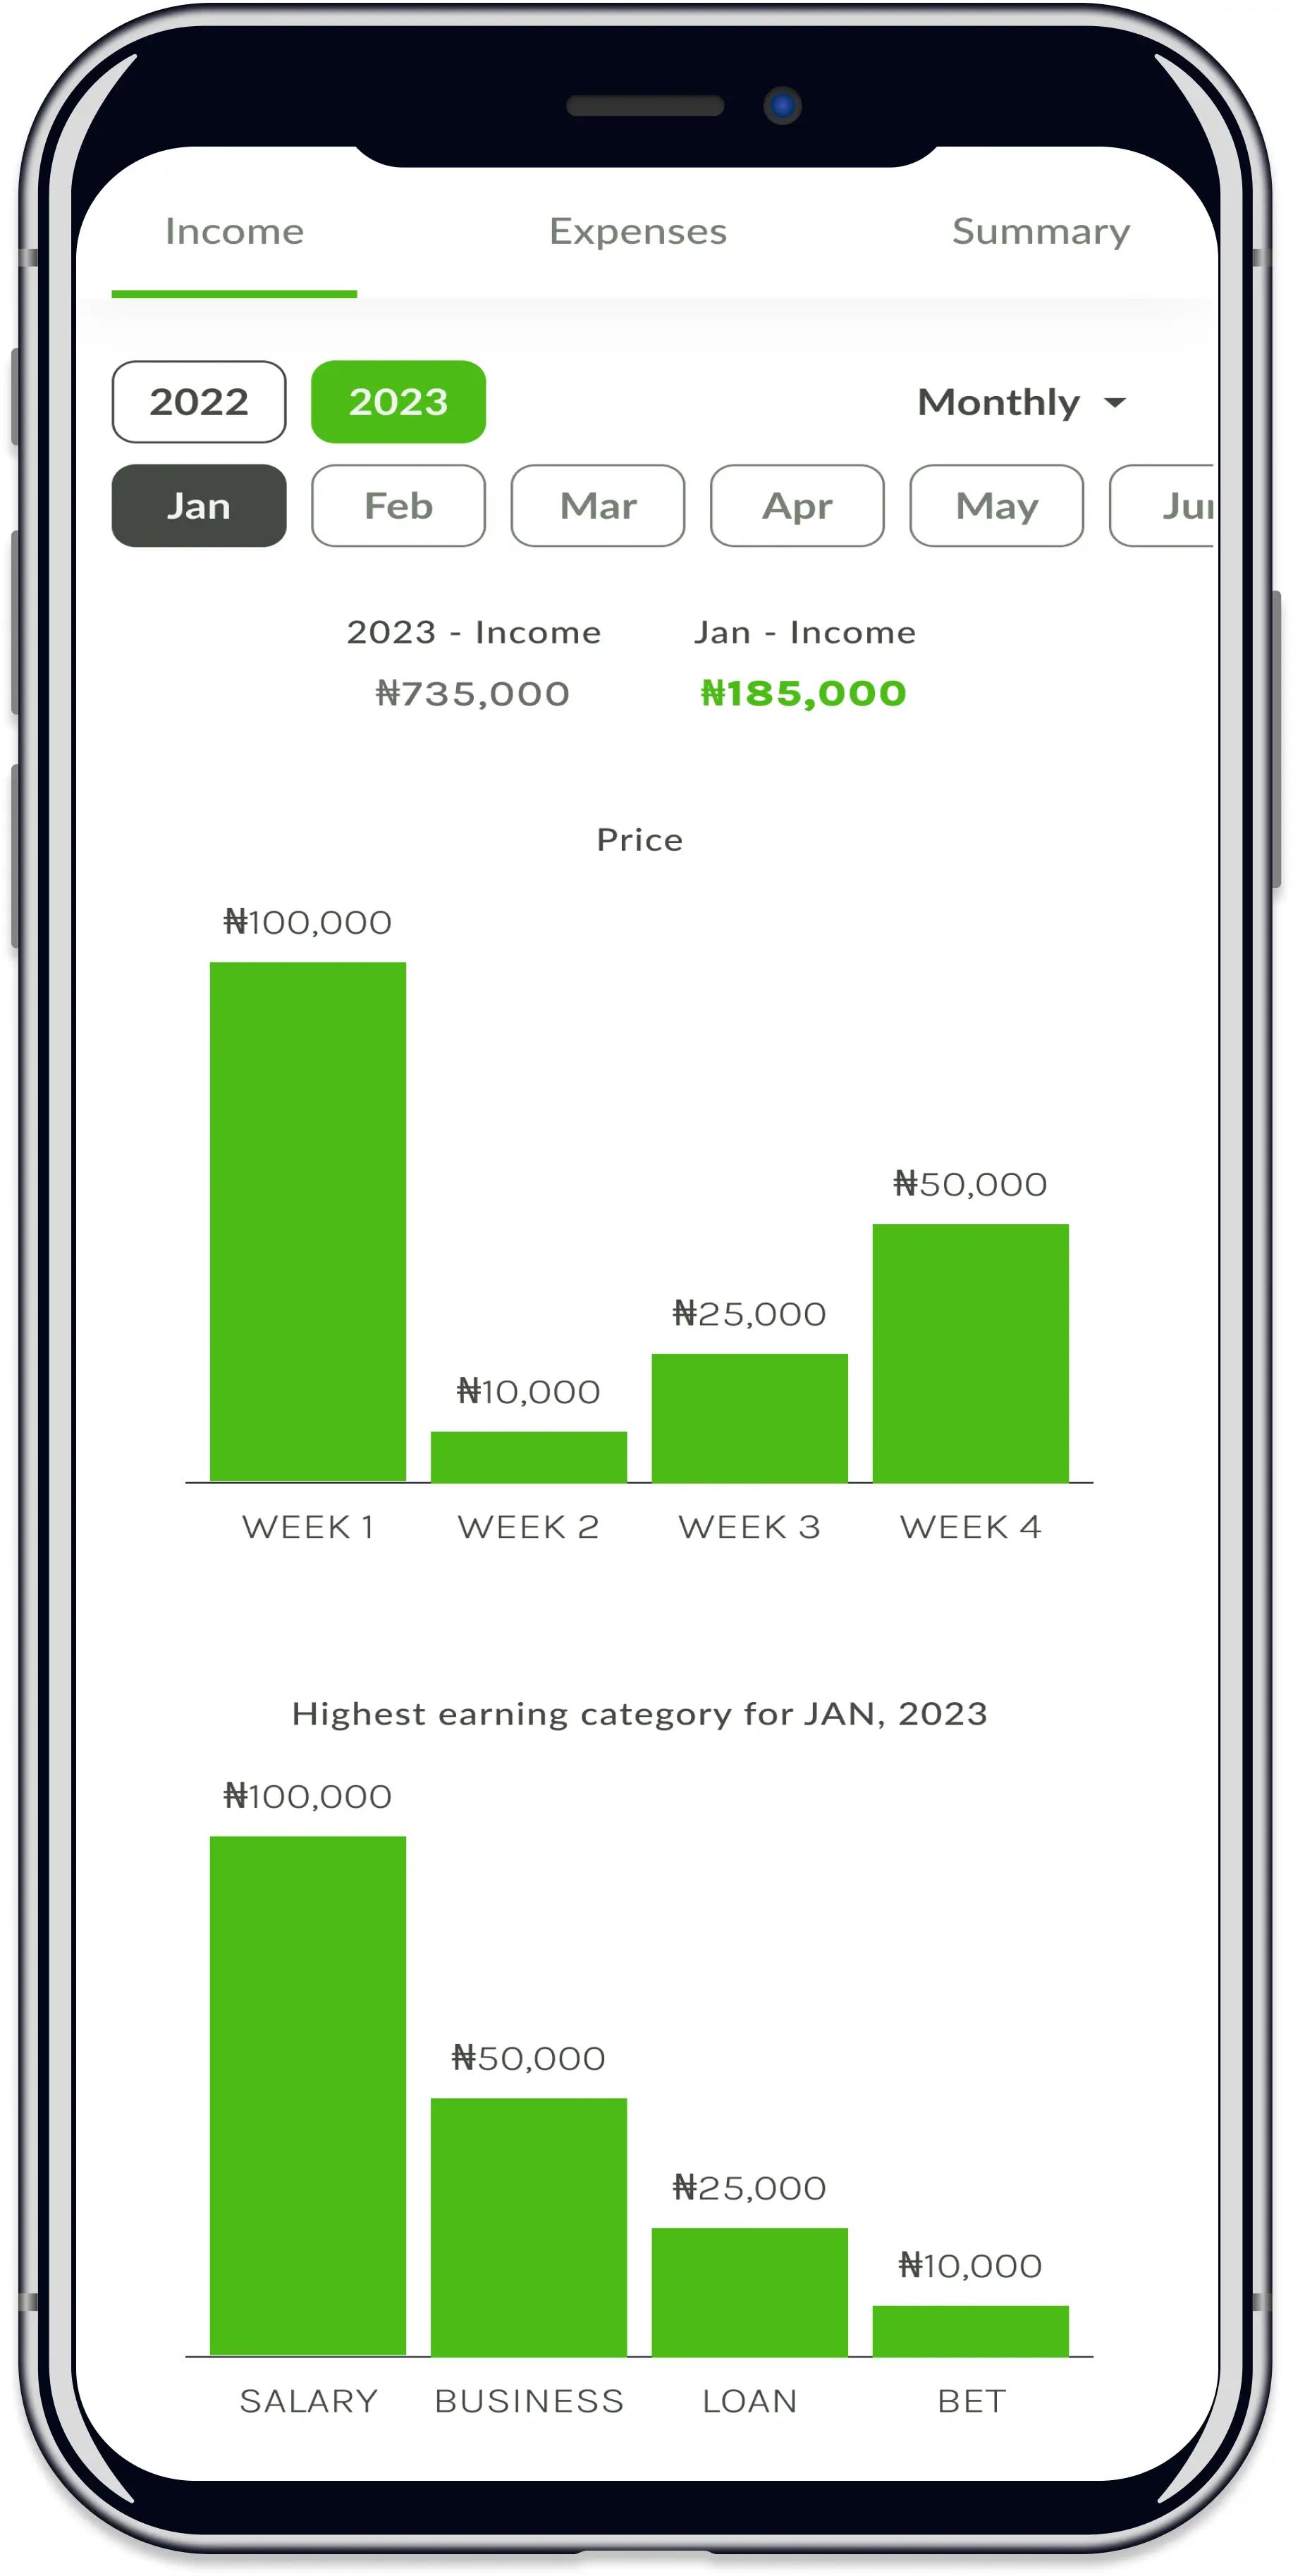 Income Expenses Summary
2022 2023 Monthly
Jan Feb Mar Apr May
2023 - Income Jan - Income
₦735,000 ₦185,000
Price
₦100,000
₦50,000
₦25,000
₦10,000
WEEK 1 WEEK 2 WEEK 3 WEEK 4
Highest earning category for JAN, 2023
₦100,000
₦50,000
₦25,000
₦10,000
SALARY BUSINESS LOAN BET